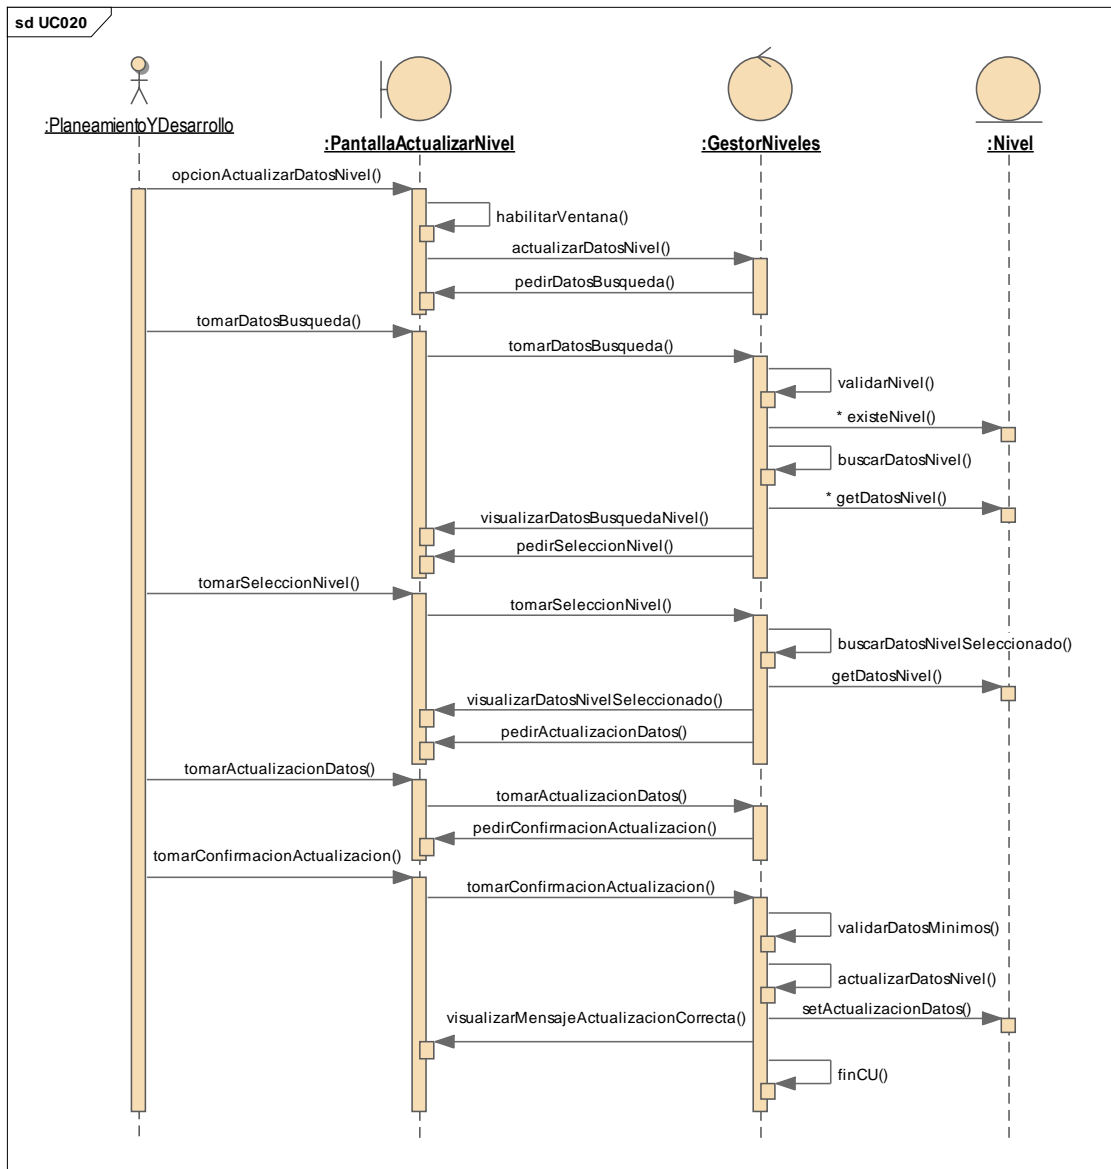 sd UC020
:PlaneamientoYDesarrollo
:PantallaActualizarNivel
:GestorNiveles
:Nivel
opcionActualizarDatosNivel()
habilitarVentana()
actualizarDatosNivel()
pedirDatosBusqueda()
tomarDatosBusqueda()
tomarDatosBusqueda()
validarNivel()
* existeNivel()
buscarDatosNivel()
* getDatosNivel()
visualizarDatosBusquedaNivel()
pedirSeleccionNivel()
tomarSeleccionNivel()
tomarSeleccionNivel()
buscarDatosNivelSeleccionado()
getDatosNivel()
visualizarDatosNivelSeleccionado()
pedirActualizacionDatos()
tomarActualizacionDatos()
tomarActualizacionDatos()
pedirConfirmacionActualizacion()
tomarConfirmacionActualizacion()
tomarConfirmacionActualizacion()
validarDatosMinimos()
actualizarDatosNivel()
setActualizacionDatos()
visualizarMensajeActualizacionCorrecta()
finCU()